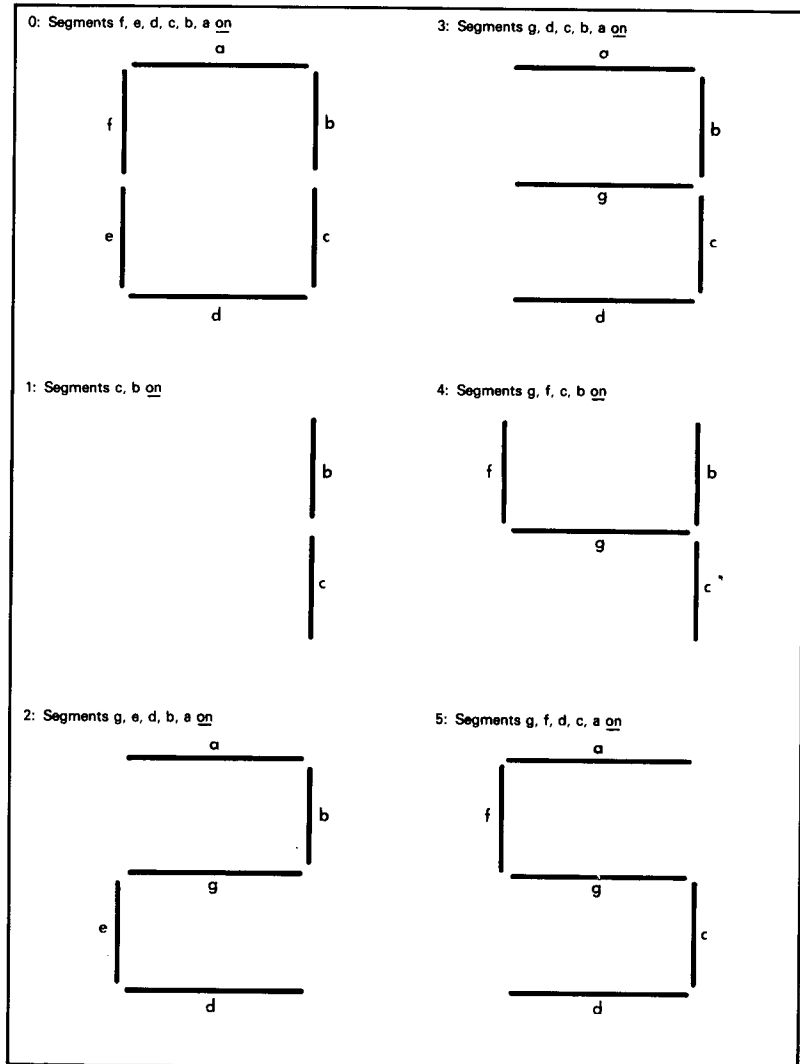 0: Segments f, e, d, c, b, a on
a
f
b
e
c
d
3: Segments g, d, c, b, a on
a
b
g
c
d
1: Segments c, b on
b
c
4: Segments g, f, c, b on
f
b
g
c
2: Segments g, e, d, b, a on
a
b
g
e
d
5: Segments g, f, d, c, a on
a
f
g
c
d